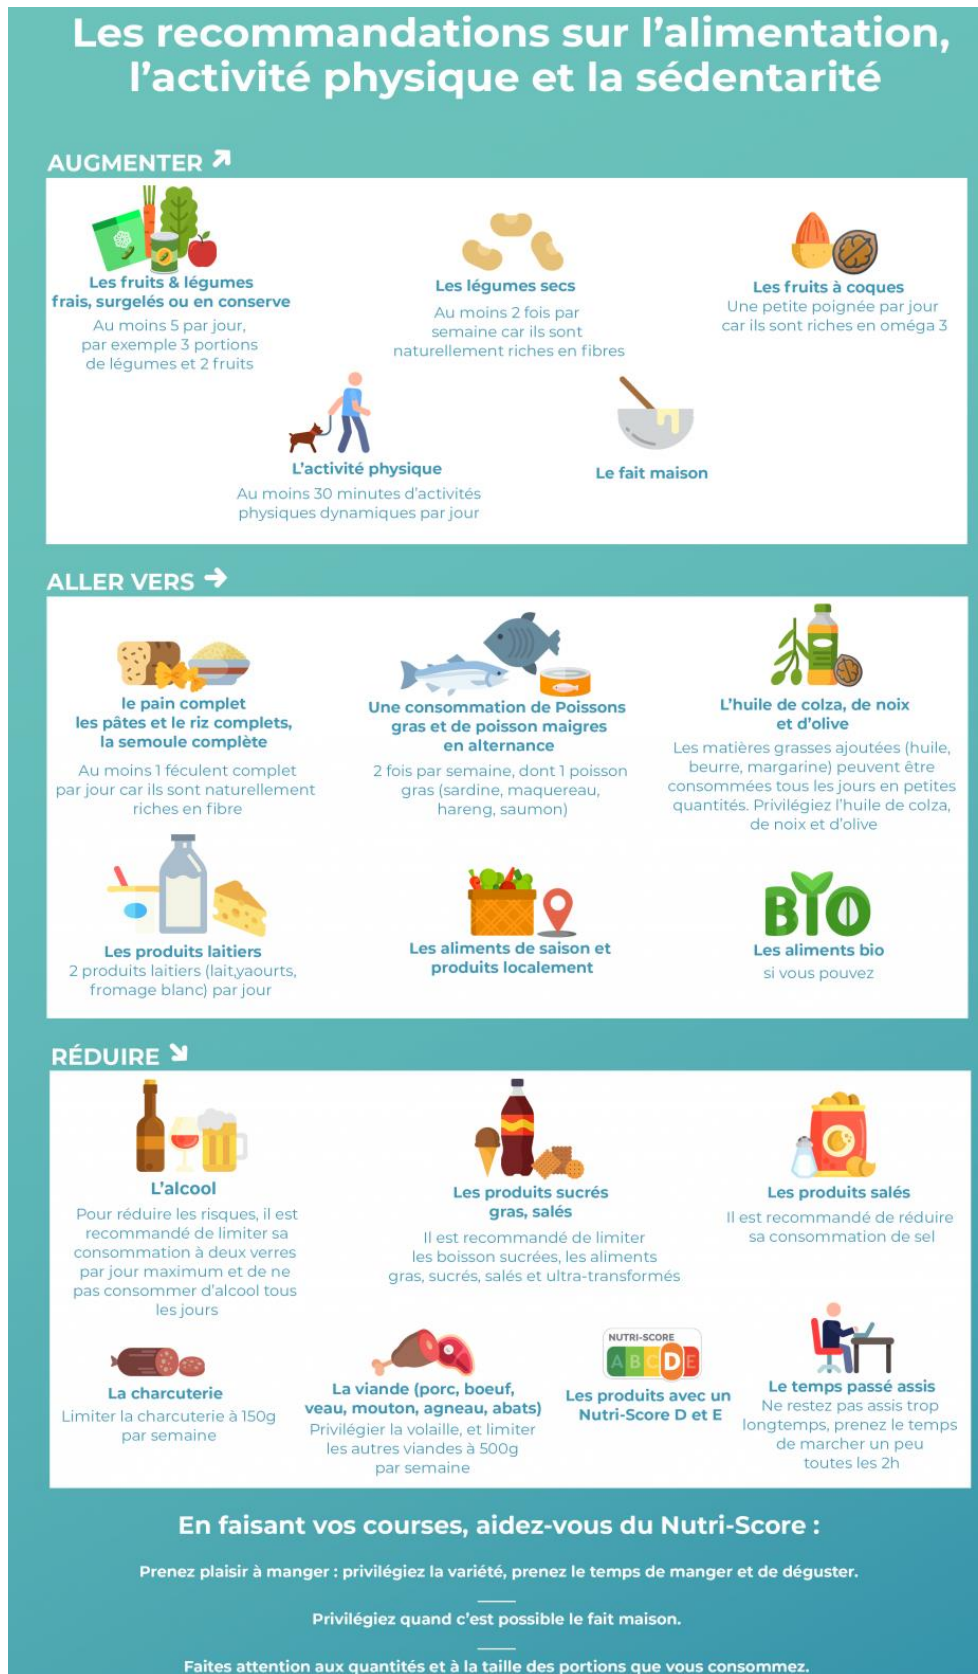 Les recommandations sur l'alimentation,
l'activité physique et la sédentarité
AUGMENTER
Les fruits & légumes
frais, surgelés ou en conserve
Au moins 5 par jour,
par exemple 3 portions
de légumes et 2 fruits
Les légumes secs
Au moins 2 fois par
semaine car ils sont
naturellement riches en fibres
Les fruits à coques
Une petite poignée par jour
car ils sont riches en oméga 3
L'activité physique
Au moins 30 minutes d'activités
physiques dynamiques par jour
Le fait maison
ALLER VERS
le pain complet
les pâtes et le riz complets,
la semoule complète
Au moins 1 féculent complet
par jour car ils sont naturellement
riches en fibre
Une consommation de Poissons
gras et de poisson maigres
en alternance
2 fois par semaine, dont 1 poisson
gras (sardine, maquereau,
hareng, saumon)
L'huile de colza, de noix
et d'olive
Les matières grasses ajoutées (huile,
beurre, margarine) peuvent être
consommées tous les jours en petites
quantités. Privilégiez l'huile de colza,
de noix et d'olive
Les produits laitiers
2 produits laitiers (lait,yaourts,
fromage blanc) par jour
Les aliments de saison et
produits localement
BIO
Les aliments bio
si vous pouvez
RÉDUIRE
L'alcool
Pour réduire les risques, il est
recommandé de limiter sa
consommation à deux verres
par jour maximum et de ne
pas consommer d'alcool tous
les jours
Les produits sucrés
gras, salés
Il est recommandé de limiter
les boisson sucrées, les aliments
gras, sucrés, salés et ultra-transformés
Les produits salés
Il est recommandé de réduire
sa consommation de sel
La charcuterie
Limiter la charcuterie à 150g
par semaine
La viande (porc, boeuf,
veau, mouton, agneau, abats)
Privilégier la volaille, et limiter
les autres viandes à 500g
par semaine
NUTRI-SCORE
A B C D E
Les produits avec un
Nutri-Score D et E
Le temps passé assis
Ne restez pas assis trop
longtemps, prenez le temps
de marcher un peu
toutes les 2h
En faisant vos courses, aidez-vous du Nutri-Score :
Prenez plaisir à manger : privilégiez la variété, prenez le temps de manger et de déguster.
Privilégiez quand c'est possible le fait maison.
Faites attention aux quantités et à la taille des portions que vous consommez.